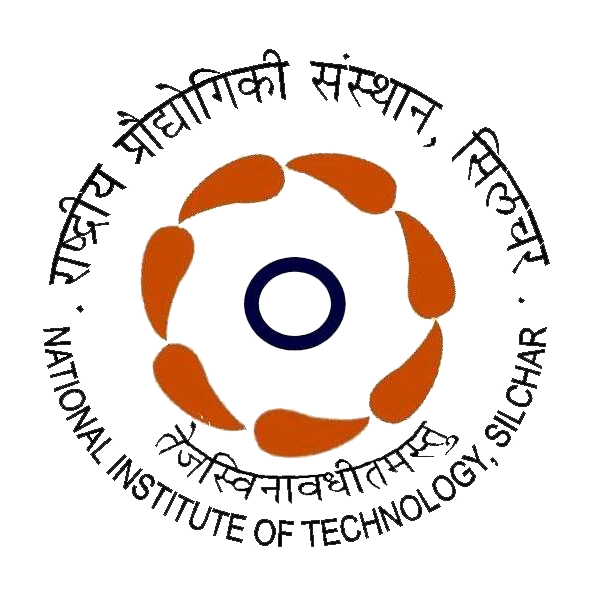 राष्ट्रीय प्रौद्योगिकी संस्थान, सिलचर
तेजस्विनावधीतमस्तु
NATIONAL INSTITUTE OF TECHNOLOGY, SILCHAR